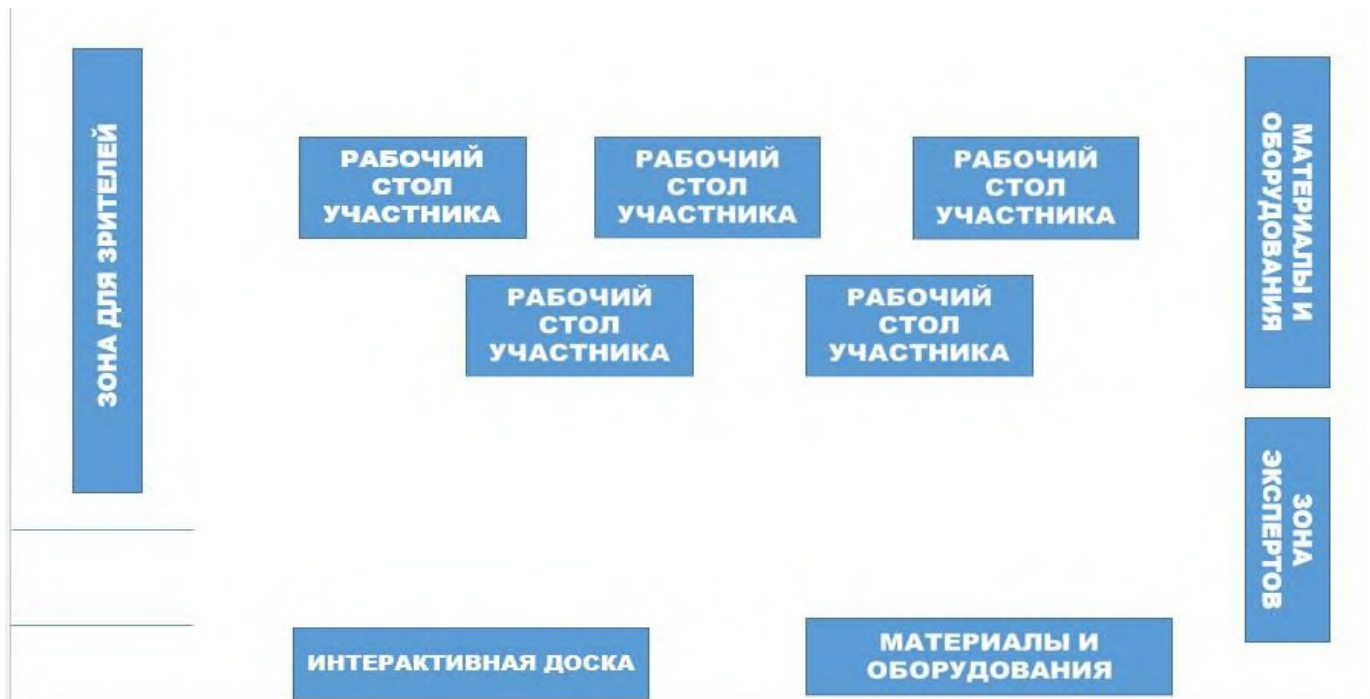 ЗОНА ДЛЯ ЗРИТЕЛЕЙ
РАБОЧИЙ
СТОЛ
УЧАСТНИКА
РАБОЧИЙ
СТОЛ
УЧАСТНИКА
РАБОЧИЙ
СТОЛ
УЧАСТНИКА
МАТЕРИАЛЫ И
ОБОРУДОВАНИЯ
РАБОЧИЙ
СТОЛ
УЧАСТНИКА
РАБОЧИЙ
СТОЛ
УЧАСТНИКА
ЗОНА
ЭКСПЕРТОВ
ИНТЕРАКТИВНАЯ ДОСКА
МАТЕРИАЛЫ И
ОБОРУДОВАНИЯ